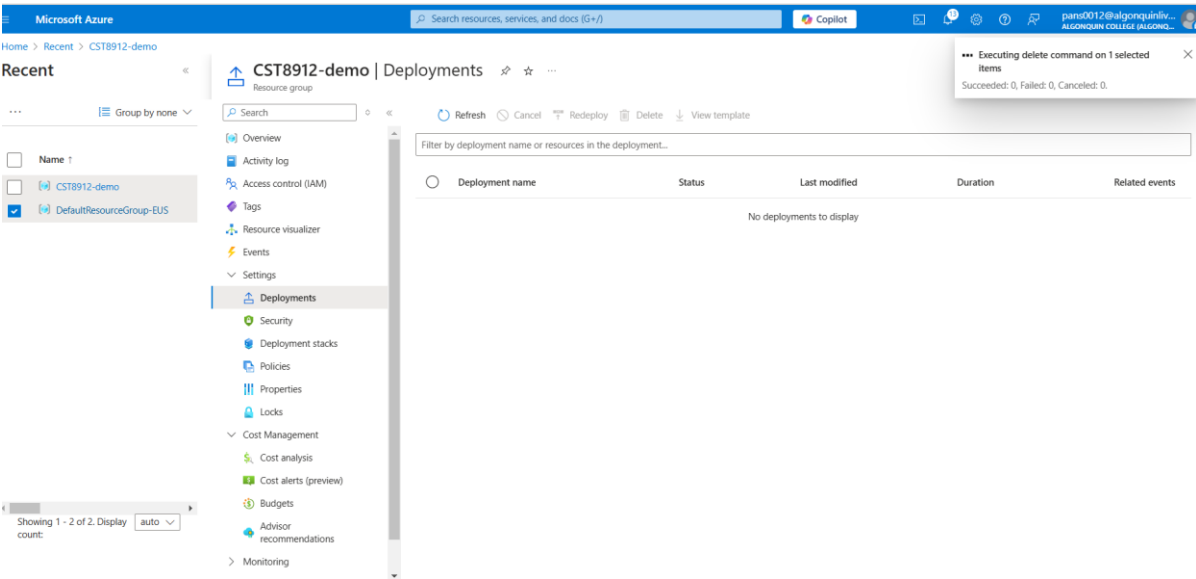 Microsoft Azure
Search resources, services, and docs (G+/)
Copilot
13
pans0012@algonquinliv...
ALGONQUIN COLLEGE (ALGONQ...
Home > Recent > CST8912-demo
Recent
«
...
Group by none
Name ↑
CST8912-demo
DefaultResourceGroup-EUS
Showing 1 - 2 of 2. Display
count:
auto
CST8912-demo | Deployments
...
Resource group
Search
«
Overview
Activity log
Access control (IAM)
Tags
Resource visualizer
Events
Settings
Deployments
Security
Deployment stacks
Policies
Properties
Locks
Cost Management
Cost analysis
Cost alerts (preview)
Budgets
Advisor
recommendations
Monitoring
Refresh Cancel Redeploy Delete View template
Filter by deployment name or resources in the deployment...
Deployment name Status Last modified Duration Related events
No deployments to display
Executing delete command on 1 selected
items
Succeeded: 0, Failed: 0, Canceled: 0.